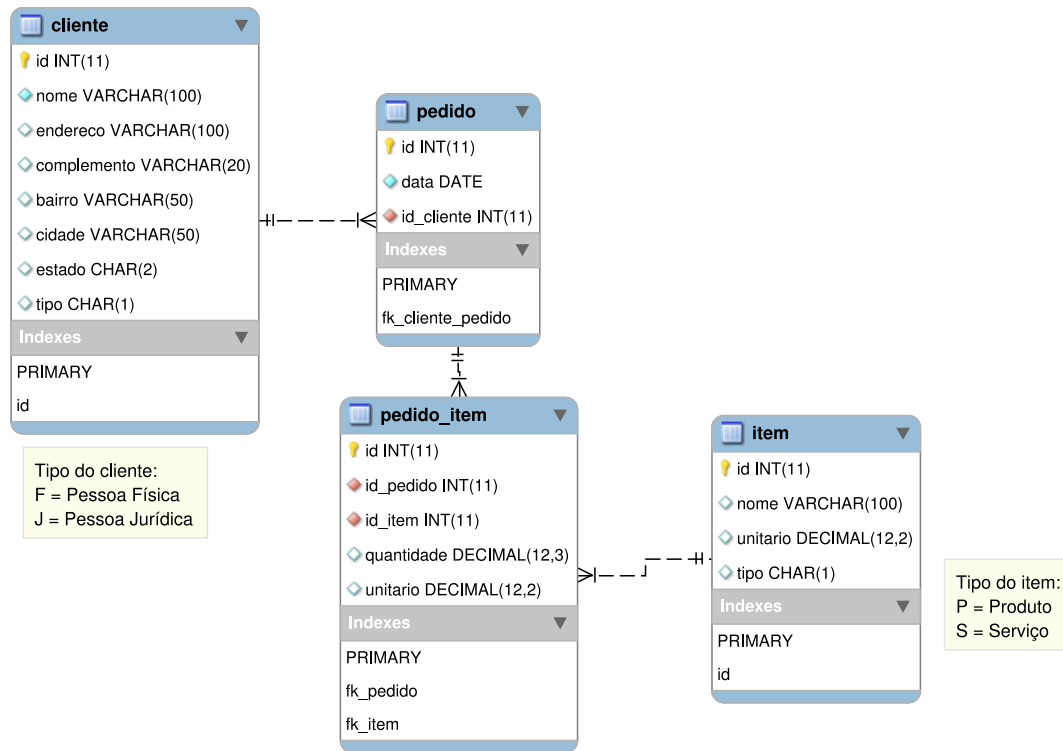 cliente
id INT(11)
nome VARCHAR(100)
endereco VARCHAR(100)
complemento VARCHAR(20)
bairro VARCHAR(50)
cidade VARCHAR(50)
estado CHAR(2)
tipo CHAR(1)
Indexes
PRIMARY
id
Tipo do cliente:
F = Pessoa Física
J = Pessoa Jurídica
pedido
id INT(11)
data DATE
id_cliente INT(11)
Indexes
PRIMARY
fk_cliente_pedido
pedido_item
id INT(11)
id_pedido INT(11)
id_item INT(11)
quantidade DECIMAL(12,3)
unitario DECIMAL(12,2)
Indexes
PRIMARY
fk_pedido
fk_item
item
id INT(11)
nome VARCHAR(100)
unitario DECIMAL(12,2)
tipo CHAR(1)
Indexes
PRIMARY
id
Tipo do item:
P = Produto
S = Serviço